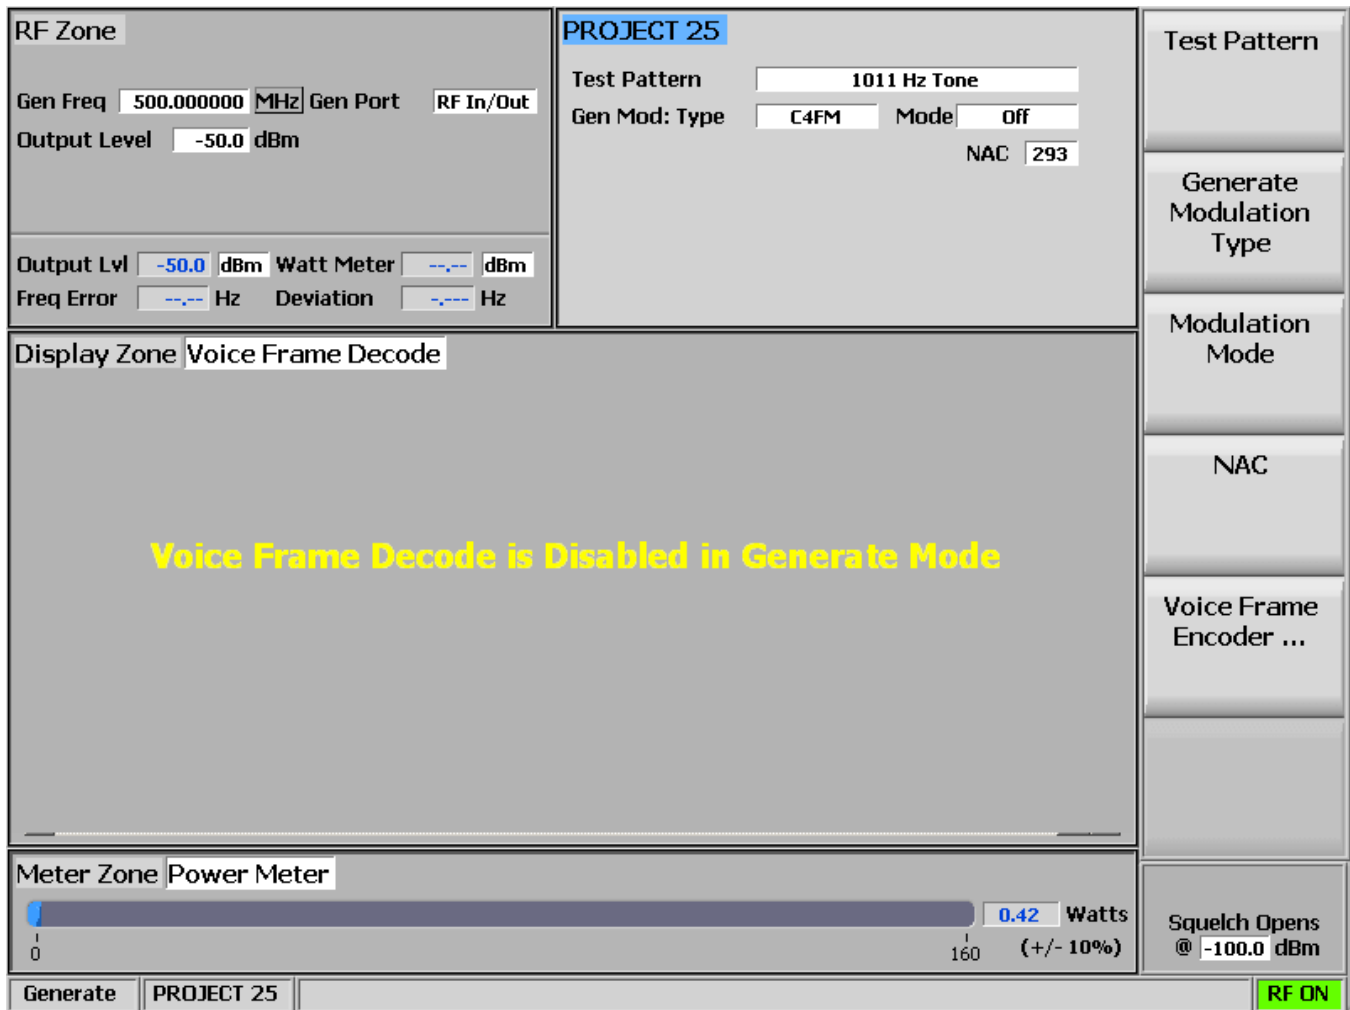 RF Zone
Gen Freq 500.000000 MHz Gen Port RF In/Out
Output Level -50.0 dBm
Output Lvl -50.0 dBm Watt Meter --.-- dBm
Freq Error --.-- Hz Deviation -.--- Hz
PROJECT 25
Test Pattern 1011 Hz Tone
Gen Mod: Type C4FM Mode Off
NAC 293
Display Zone Voice Frame Decode
Voice Frame Decode is Disabled in Generate Mode
Meter Zone Power Meter
0.42 Watts
0 160 (+/- 10%)
Test Pattern
Generate
Modulation
Type
Modulation
Mode
NAC
Voice Frame
Encoder ...
Squelch Opens
@ -100.0 dBm
Generate PROJECT 25 RF ON